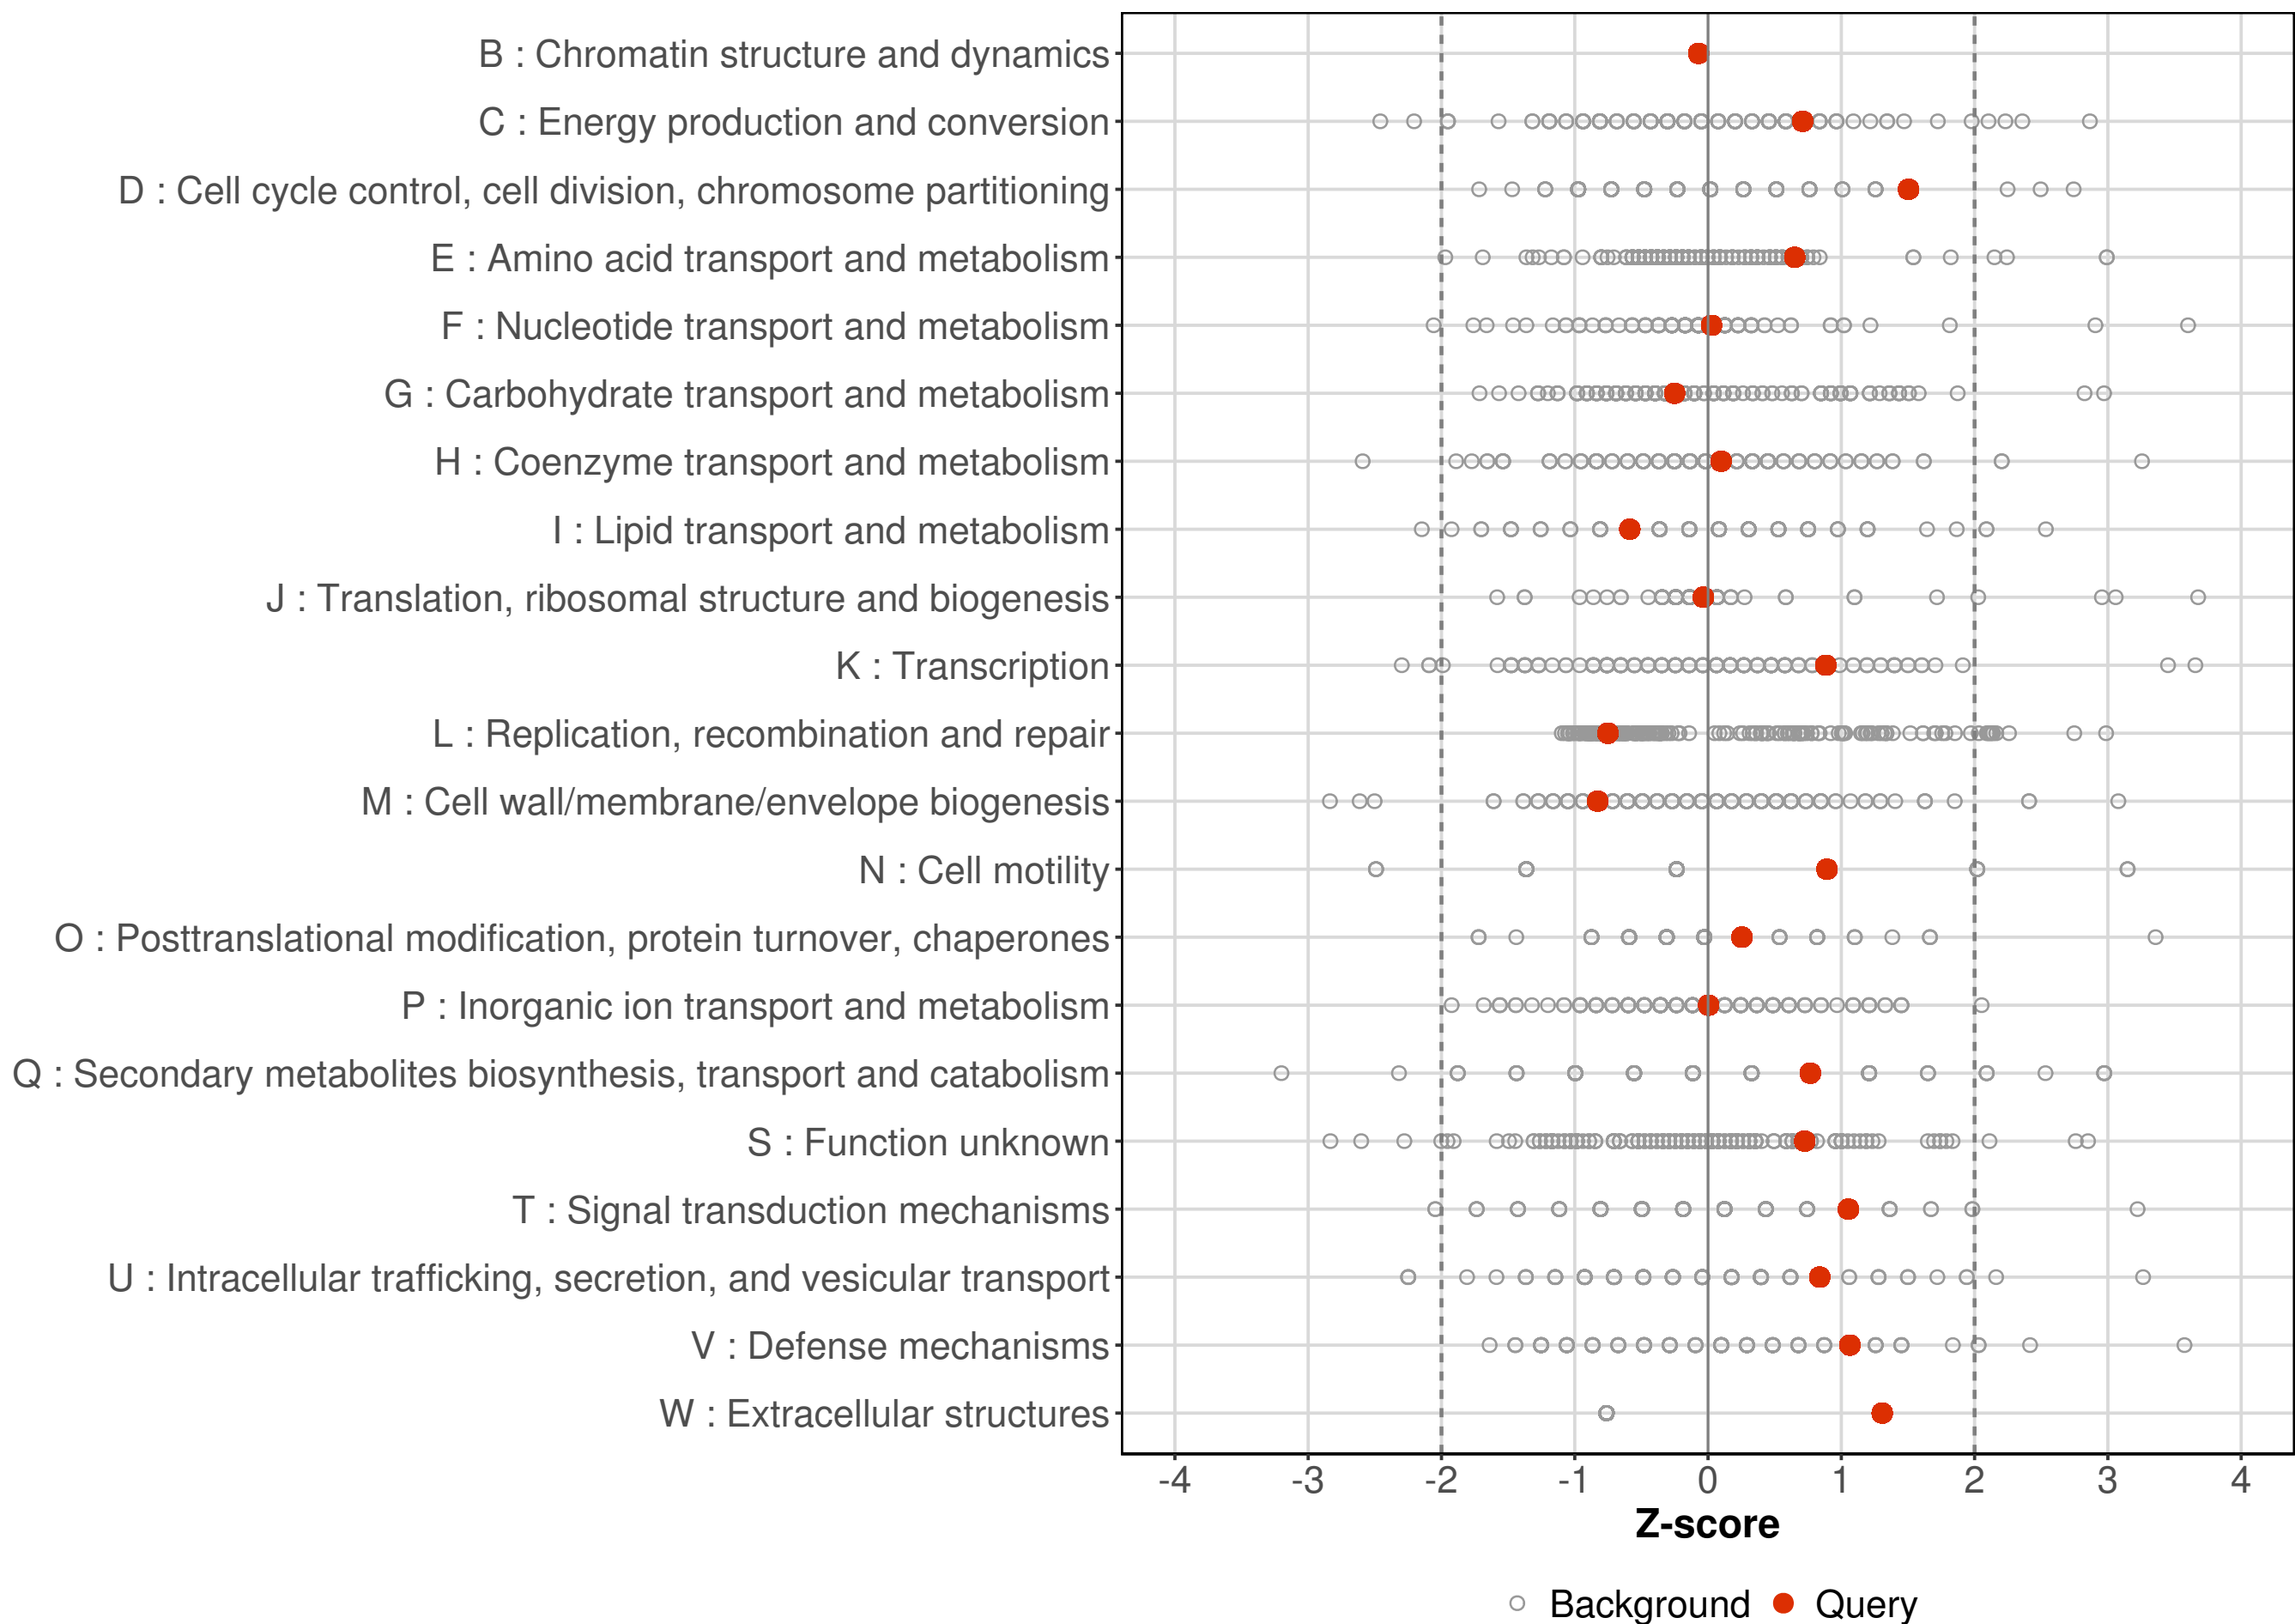 B : Chromatin structure and dynamics
C : Energy production and conversion
D : Cell cycle control, cell division, chromosome partitioning
E : Amino acid transport and metabolism
F : Nucleotide transport and metabolism
G : Carbohydrate transport and metabolism
H : Coenzyme transport and metabolism
I : Lipid transport and metabolism
J : Translation, ribosomal structure and biogenesis
K : Transcription
L : Replication, recombination and repair
M : Cell wall/membrane/envelope biogenesis
N : Cell motility
O : Posttranslational modification, protein turnover, chaperones
P : Inorganic ion transport and metabolism
Q : Secondary metabolites biosynthesis, transport and catabolism
S : Function unknown
T : Signal transduction mechanisms
U : Intracellular trafficking, secretion, and vesicular transport
V : Defense mechanisms
W : Extracellular structures
-4 -3 -2 -1 0 1 2 3 4
Z-score
Background Query